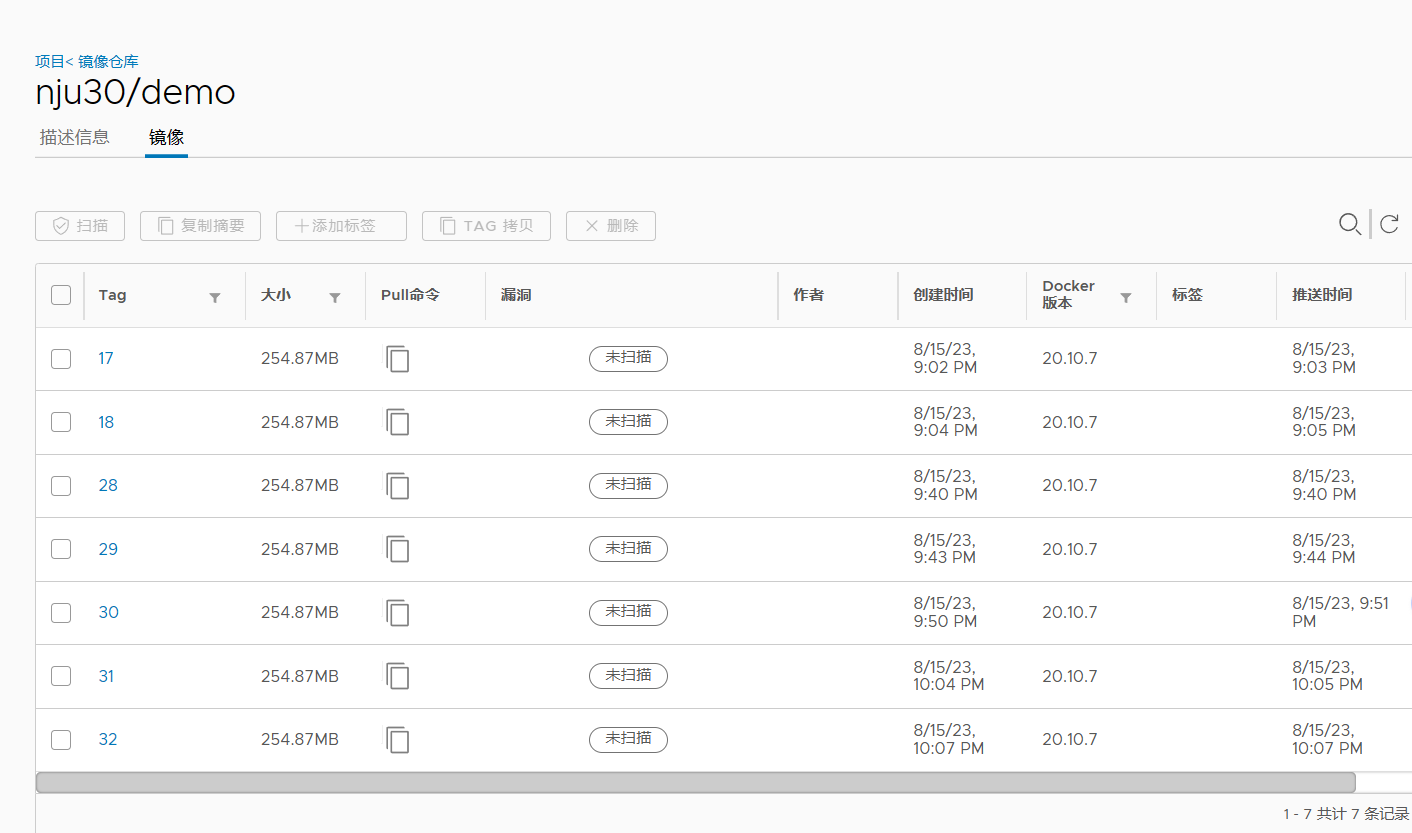 项目< 镜像仓库
nju30/demo
描述信息 镜像
扫描 复制摘要 +添加标签 TAG 拷贝 × 删除
Tag 大小 Pull命令 漏洞 作者 创建时间 Docker 版本 标签 推送时间
17 254.87MB 未扫描 8/15/23, 9:02 PM 20.10.7 8/15/23, 9:03 PM
18 254.87MB 未扫描 8/15/23, 9:04 PM 20.10.7 8/15/23, 9:05 PM
28 254.87MB 未扫描 8/15/23, 9:40 PM 20.10.7 8/15/23, 9:40 PM
29 254.87MB 未扫描 8/15/23, 9:43 PM 20.10.7 8/15/23, 9:44 PM
30 254.87MB 未扫描 8/15/23, 9:50 PM 20.10.7 8/15/23, 9:51 PM
31 254.87MB 未扫描 8/15/23, 10:04 PM 20.10.7 8/15/23, 10:05 PM
32 254.87MB 未扫描 8/15/23, 10:07 PM 20.10.7 8/15/23, 10:07 PM
1 - 7 共计 7 条记录